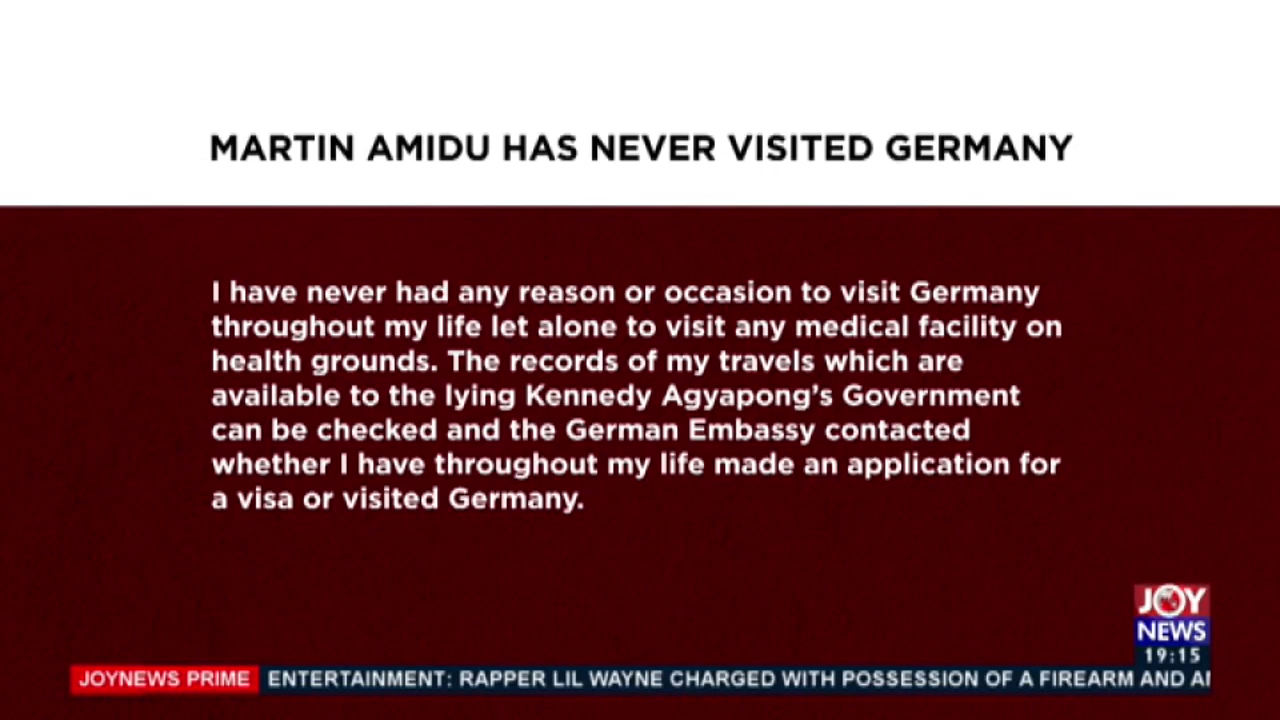 MARTIN AMIDU HAS NEVER VISITED GERMANY
I have never had any reason or occasion to visit Germany
throughout my life let alone to visit any medical facility on
health grounds. The records of my travels which are
available to the lying Kennedy Agyapong's Government
can be checked and the German Embassy contacted
whether I have throughout my life made an application for
a visa or visited Germany.
JOY
NEWS
19:15
JOYNEWS PRIME ENTERTAINMENT: RAPPER LIL WAYNE CHARGED WITH POSSESSION OF A FIREARM AND